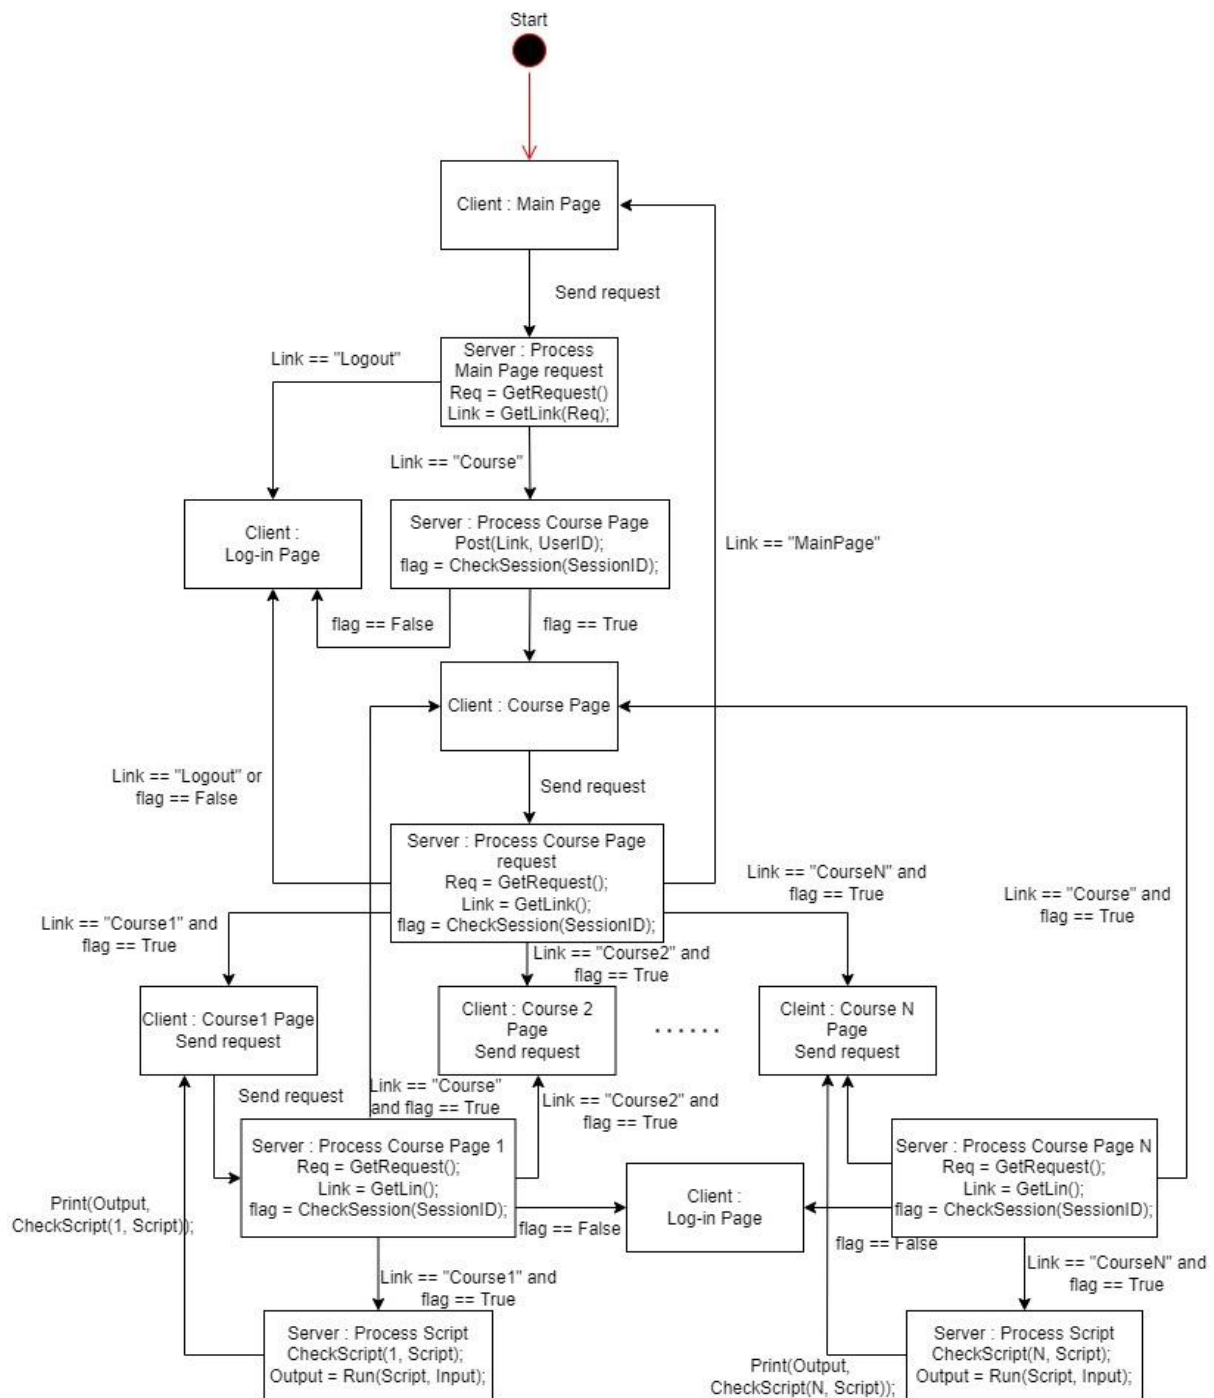 Start
Client : Main Page
Send request
Link == "Logout"
Server : Process
Main Page request
Req = GetRequest()
Link = GetLink(Req);
Link == "Course"
Client :
Log-in Page
Server : Process Course Page
Post(Link, UserID);
flag = CheckSession(SessionID);
Link == "MainPage"
flag == False
flag == True
Client : Course Page
Link == "Logout" or
flag == False
Send request
Server : Process Course Page
request
Req = GetRequest();
Link = GetLink();
flag = CheckSession(SessionID);
Link == "CourseN" and
flag == True
Link == "Course" and
flag == True
Link == "Course1" and
flag == True
Link == "Course2" and
flag == True
Client : Course1 Page
Send request
Client : Course 2
Page
Send request
......
Cleint : Course N
Page
Send request
Send request
Link == "Course"
and flag == True
Link == "Course2" and
flag == True
Server : Process Course Page 1
Req = GetRequest();
Link = GetLin();
flag = CheckSession(SessionID);
Client :
Log-in Page
Server : Process Course Page N
Req = GetRequest();
Link = GetLin();
flag = CheckSession(SessionID);
Print(Output,
CheckScript(1, Script));
flag == False
flag == False
Link == "Course1" and
flag == True
Link == "CourseN" and
flag == True
Server : Process Script
CheckScript(1, Script);
Output = Run(Script, Input);
Print(Output,
CheckScript(N, Script));
Server : Process Script
CheckScript(N, Script);
Output = Run(Script, Input);